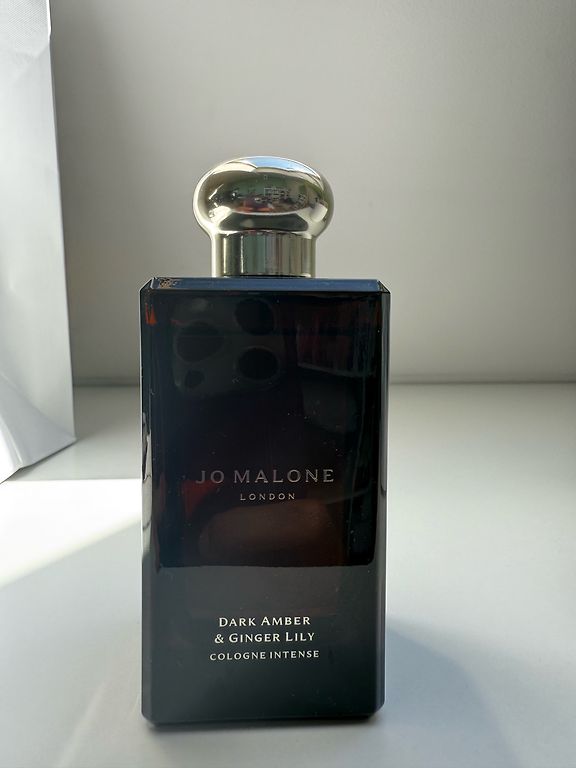 JO MALONE
LONDON
DARK AMBER
& GINGER LILY
COLOGNE INTENSE